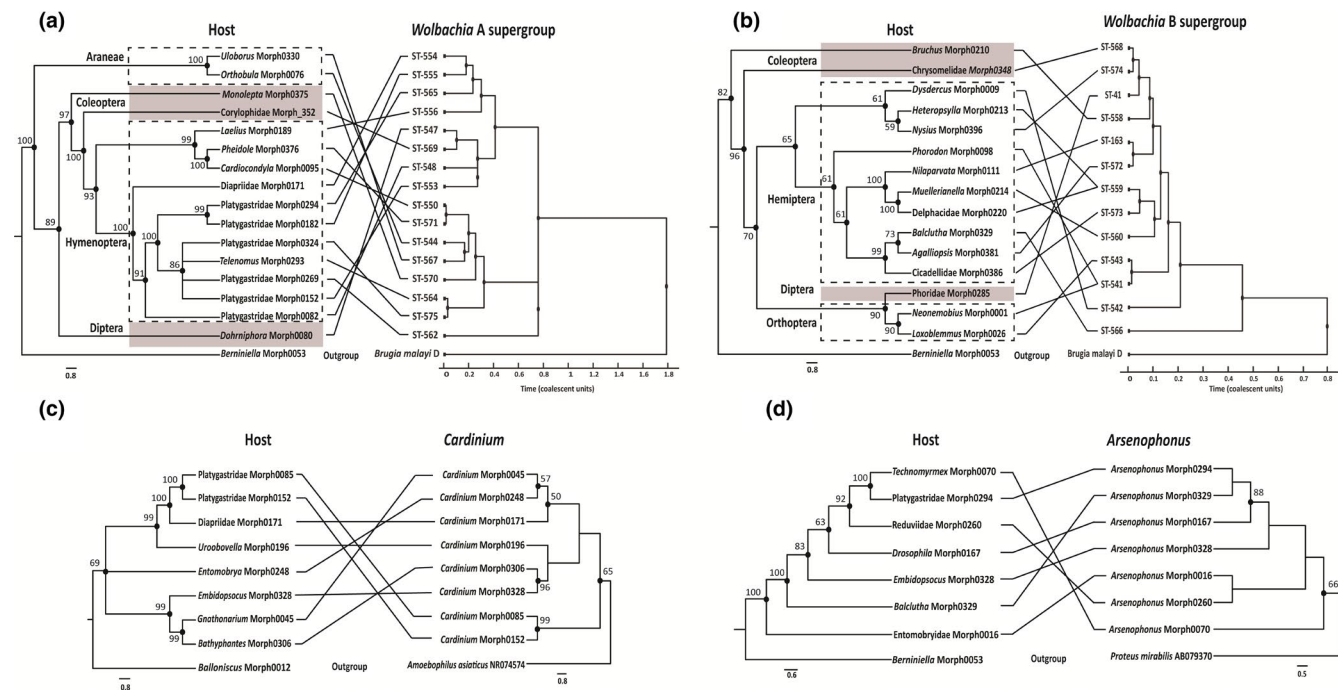 (a)
Host
Wolbachia A supergroup
Araneae
Coleoptera
Hymenoptera
Diptera
Uloborus Morph0330
Orthobula Morph0076
Monolepta Morph0375
Corylophidae Morph_352
Laelius Morph0189
Pheidole Morph0376
Cardiocondyla Morph0095
Diapriidae Morph0171
Platygastridae Morph0294
Platygastridae Morph0182
Platygastridae Morph0324
Telenomus Morph0293
Platygastridae Morph0269
Platygastridae Morph0152
Platygastridae Morph0082
Dohrniphora Morph0080
Berniniella Morph0053
Outgroup
100
100
97
100
99
100
93
100
99
100
86
91
89
0.8
ST-554
ST-555
ST-565
ST-556
ST-547
ST-569
ST-548
ST-553
ST-550
ST-571
ST-544
ST-567
ST-570
ST-564
ST-575
ST-562
Brugia malayi D
0 0.2 0.4 0.6 0.8 1.0 1.2 1.4 1.6 1.8
Time (coalescent units)
(b)
Host
Wolbachia B supergroup
Coleoptera
Hemiptera
Diptera
Orthoptera
Bruchus Morph0210
Chrysomelidae Morph0348
Dysdercus Morph0009
Heteropsylla Morph0213
Nysius Morph0396
Phorodon Morph0098
Nilaparvata Morph0111
Muellerianella Morph0214
Delphacidae Morph0220
Balclutha Morph0329
Agalliopsis Morph0381
Cicadellidae Morph0386
Phoridae Morph0285
Neonemobius Morph0001
Loxoblemmus Morph0026
Berniniella Morph0053
Outgroup
82
96
65
61
59
61
100
100
61
73
99
70
90
90
0.8
ST-568
ST-574
ST-41
ST-558
ST-163
ST-572
ST-559
ST-573
ST-560
ST-543
ST-541
ST-542
ST-566
Brugia malayi D
0 0.1 0.2 0.3 0.4 0.5 0.6 0.7 0.8
Time (coalescent units)
(c)
Host
Cardinium
Platygastridae Morph0085
Platygastridae Morph0152
Diapriidae Morph0171
Uroobovella Morph0196
Entomobrya Morph0248
Embidopsocus Morph0328
Gnathonarium Morph0045
Bathyphantes Morph0306
Balloniscus Morph0012
Outgroup
100
100
99
69
99
99
0.8
Cardinium Morph0045
Cardinium Morph0248
Cardinium Morph0171
Cardinium Morph0196
Cardinium Morph0306
Cardinium Morph0328
Cardinium Morph0085
Cardinium Morph0152
Amoebophilus asiaticus NR074574
57
50
96
65
99
0.8
(d)
Host
Arsenophonus
Technomyrmex Morph0070
Platygastridae Morph0294
Reduviidae Morph0260
Drosophila Morph0167
Embidopsocus Morph0328
Balclutha Morph0329
Entomobryidae Morph0016
Berniniella Morph0053
Outgroup
100
92
63
83
100
100
0.6
Arsenophonus Morph0294
Arsenophonus Morph0329
Arsenophonus Morph0167
Arsenophonus Morph0328
Arsenophonus Morph0016
Arsenophonus Morph0260
Arsenophonus Morph0070
Proteus mirabilis AB079370
88
66
0.5